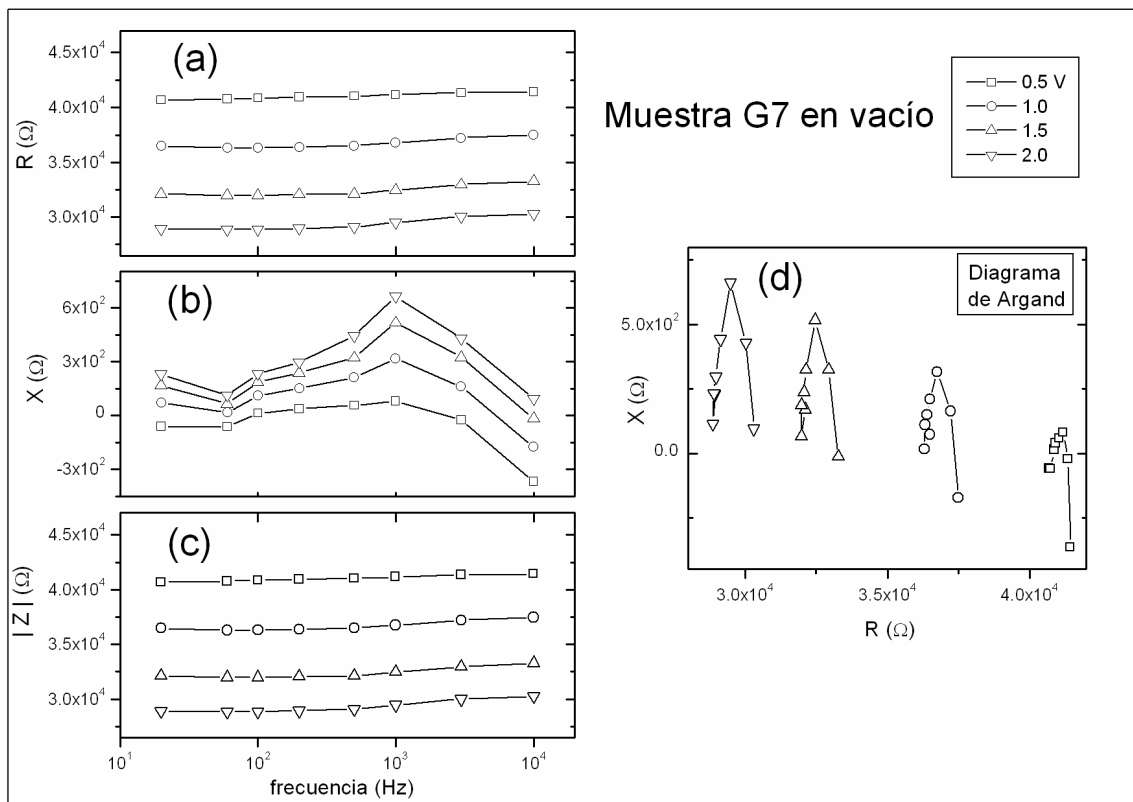 (a)
4.5x10⁴
4.0x10⁴
3.5x10⁴
3.0x10⁴
R (Ω)
Muestra G7 en vacío
0.5 V
1.0
1.5
2.0
(b)
6x10²
3x10²
0
-3x10²
X (Ω)
(c)
4.5x10⁴
4.0x10⁴
3.5x10⁴
3.0x10⁴
| Z | (Ω)
10¹ 10² 10³ 10⁴
frecuencia (Hz)
(d)
Diagrama
de Argand
5.0x10²
0.0
X (Ω)
3.0x10⁴ 3.5x10⁴ 4.0x10⁴
R (Ω)